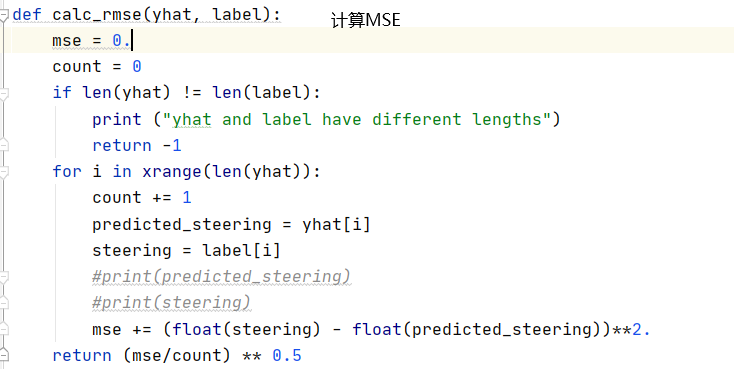 def calc_rmse(yhat, label):
计算MSE
    mse = 0.
    count = 0
    if len(yhat) != len(label):
        print ("yhat and label have different lengths")
        return -1
    for i in xrange(len(yhat)):
        count += 1
        predicted_steering = yhat[i]
        steering = label[i]
        #print(predicted_steering)
        #print(steering)
        mse += (float(steering) - float(predicted_steering))**2.
    return (mse/count) ** 0.5